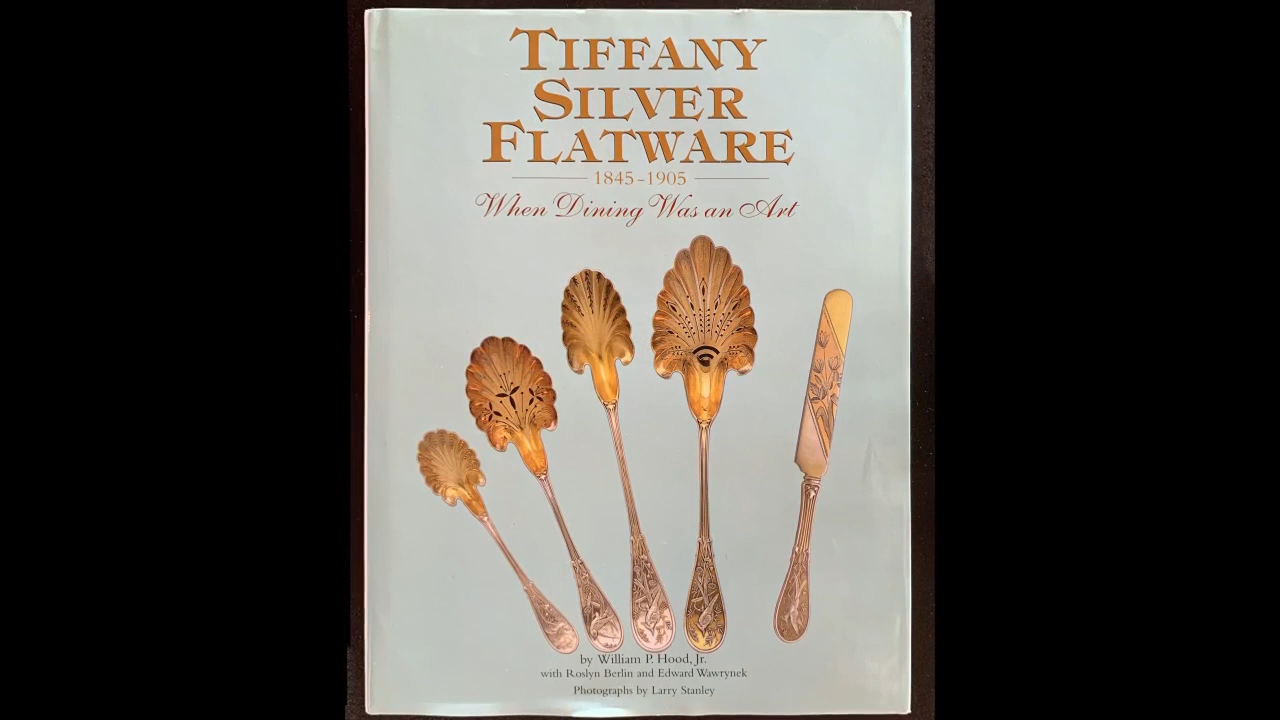 TIFFANY
SILVER
FLATWARE
1845–1905
When Dining Was an Art
by William P. Hood, Jr.
with Roslyn Berlin and Edward Wawrynek
Photographs by Larry Stanley